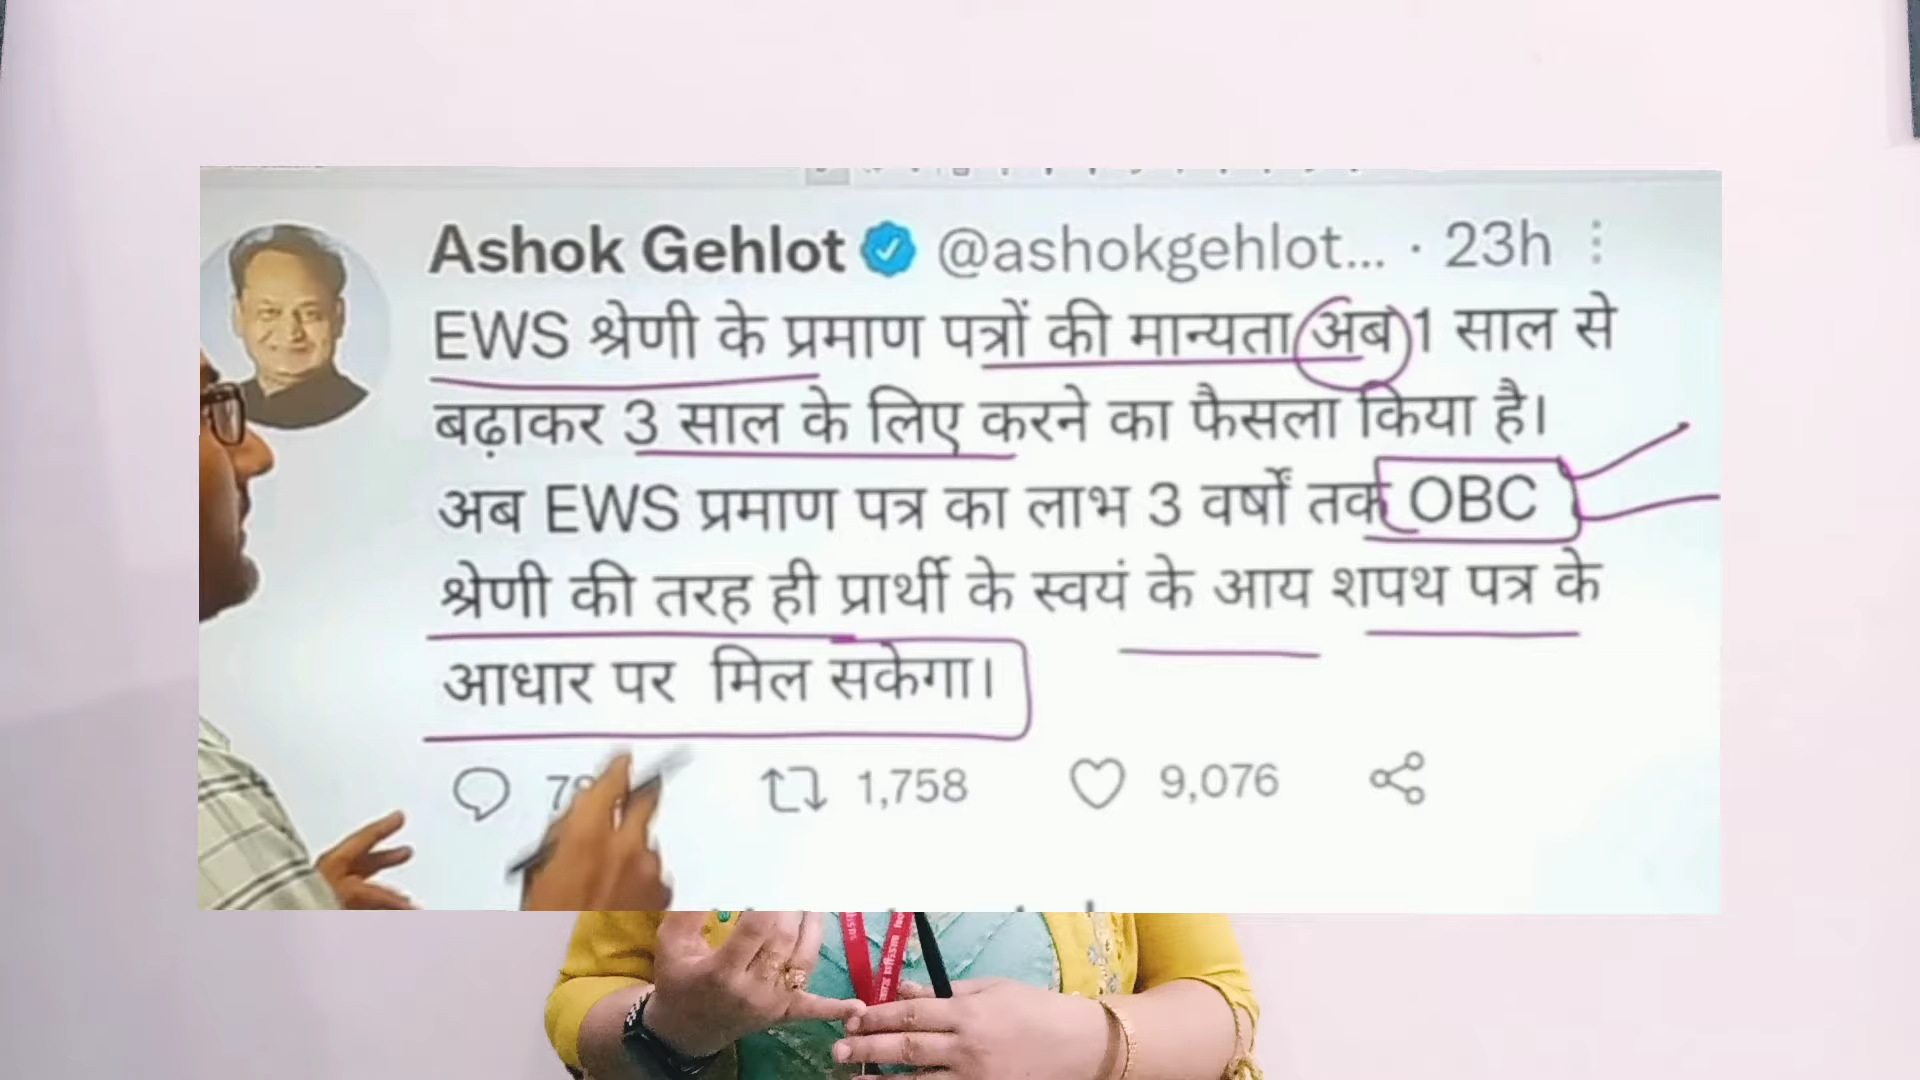 Ashok Gehlot @ashokgehlot... · 23h
EWS श्रेणी के प्रमाण पत्रों की मान्यता अब 1 साल से
बढ़ाकर 3 साल के लिए करने का फैसला किया है।
अब EWS प्रमाण पत्र का लाभ 3 वर्षों तक OBC
श्रेणी की तरह ही प्रार्थी के स्वयं के आय शपथ पत्र के
आधार पर मिल सकेगा।
1,758 9,076